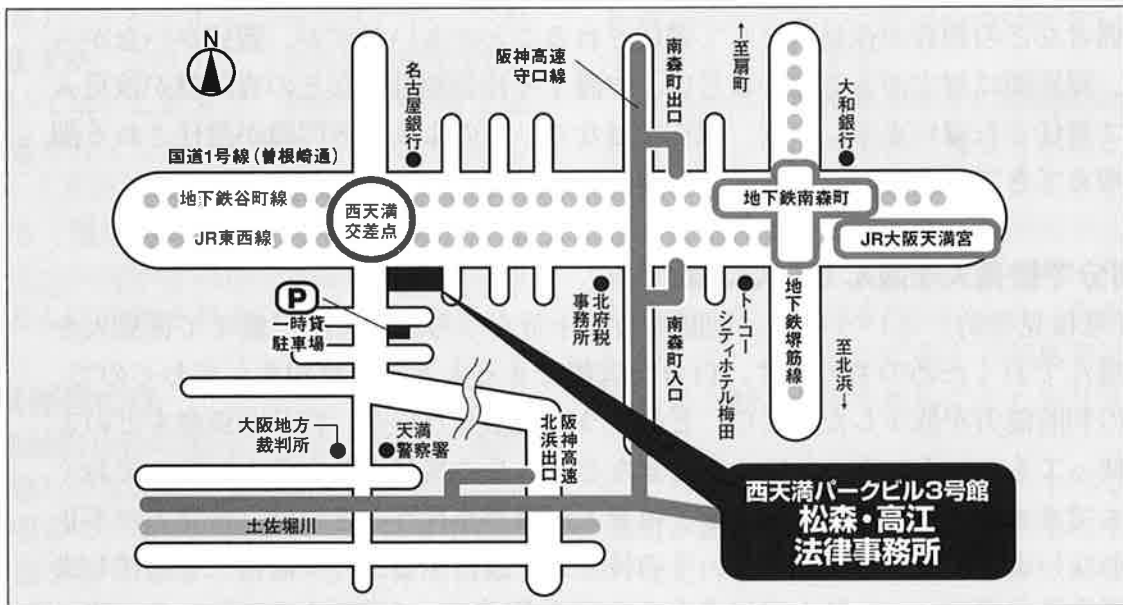 N
国道1号線(曽根崎通)
名古屋銀行
阪神高速
守口線
南森町出口
↑至扇町
大和銀行
地下鉄谷町線
JR東西線
西天満
交差点
地下鉄南森町
JR大阪天満宮
P
一時貸
駐車場
北府税
事務所
南森町入口
トーコー
シティホテル梅田
地下鉄堺筋線
至北浜↓
大阪地方
裁判所
天満
警察署
阪神高速
北浜出口
土佐堀川
西天満パークビル3号館
松森・高江
法律事務所